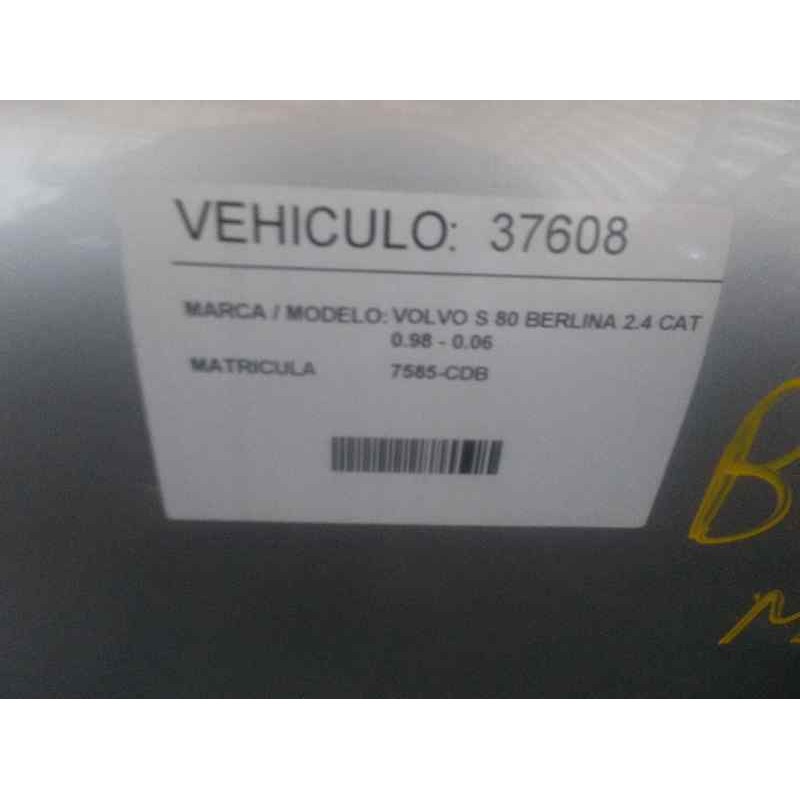 VEHICULO: 37608
MARCA / MODELO: VOLVO S 80 BERLINA 2.4 CAT
0.98 - 0.06
MATRICULA 7585-CDB
B